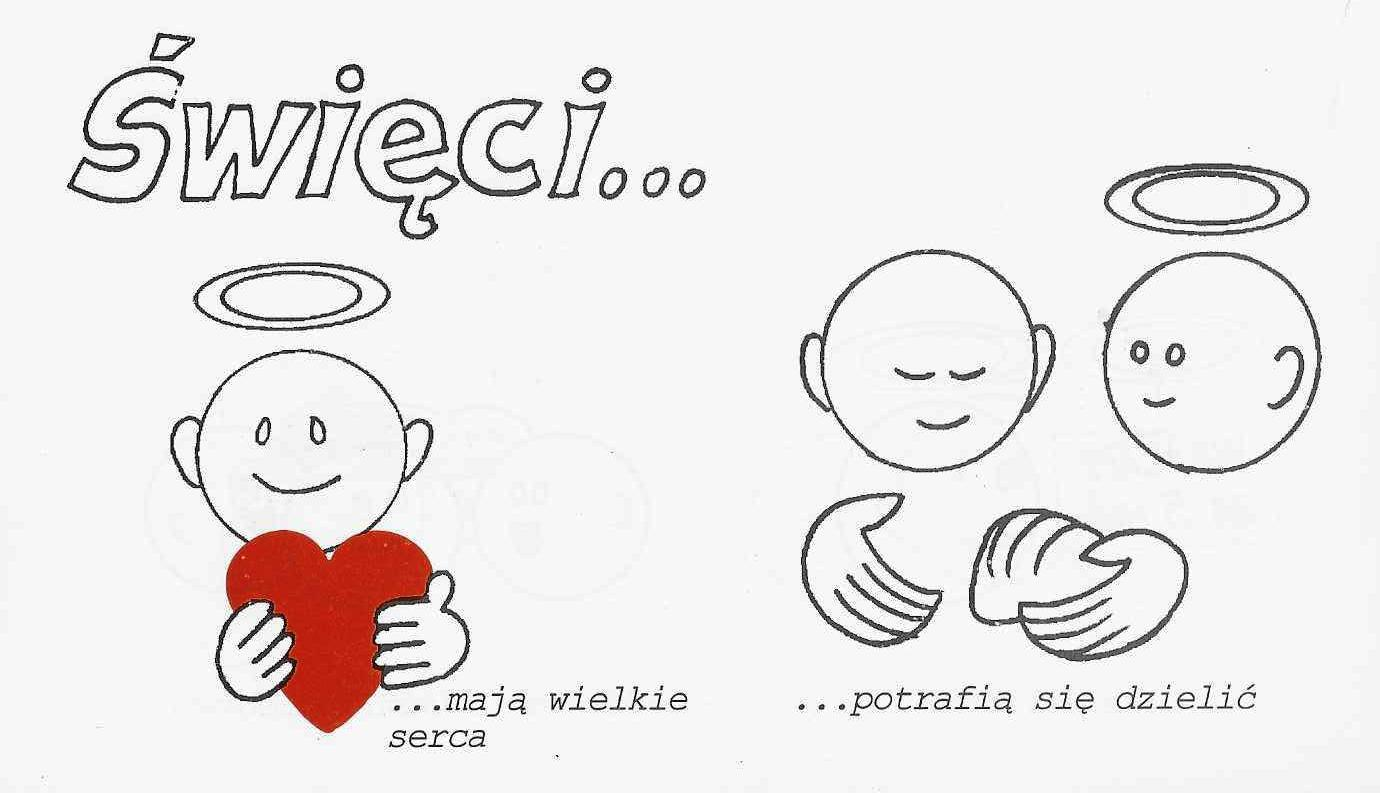 Święci...
...mają wielkie
serca
...potrafią się dzielić